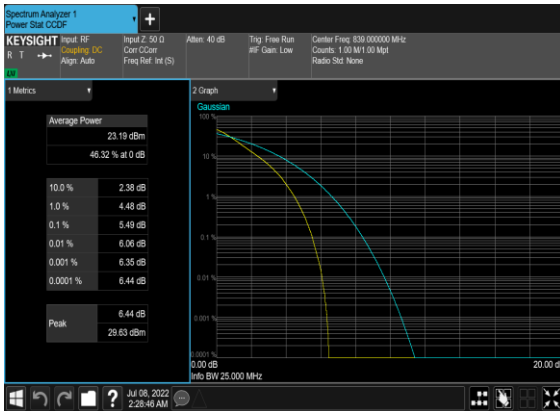 Spectrum Analyzer 1
Power Stat CCDF
+
KEYSIGHT
R T
LXI
Input: RF
Coupling: DC
Align: Auto
Input Z: 50 Ω
Corr CCorr
Freq Ref: Int (S)
Atten: 40 dB
Trig: Free Run
#IF Gain: Low
Center Freq: 839.000000 MHz
Counts: 1.00 M/1.00 Mpt
Radio Std: None
1 Metrics
Average Power
23.19 dBm
46.32 % at 0 dB
10.0 % 2.38 dB
1.0 % 4.48 dB
0.1 % 5.49 dB
0.01 % 6.06 dB
0.001 % 6.35 dB
0.0001 % 6.44 dB
Peak
6.44 dB
29.63 dBm
2 Graph
Gaussian
100 %
10 %
1 %
0.1 %
0.01 %
0.001 %
0.0001 %
0.00 dB
20.00 d
Info BW 25.000 MHz
?
Jul 08, 2022
2:28:46 AM